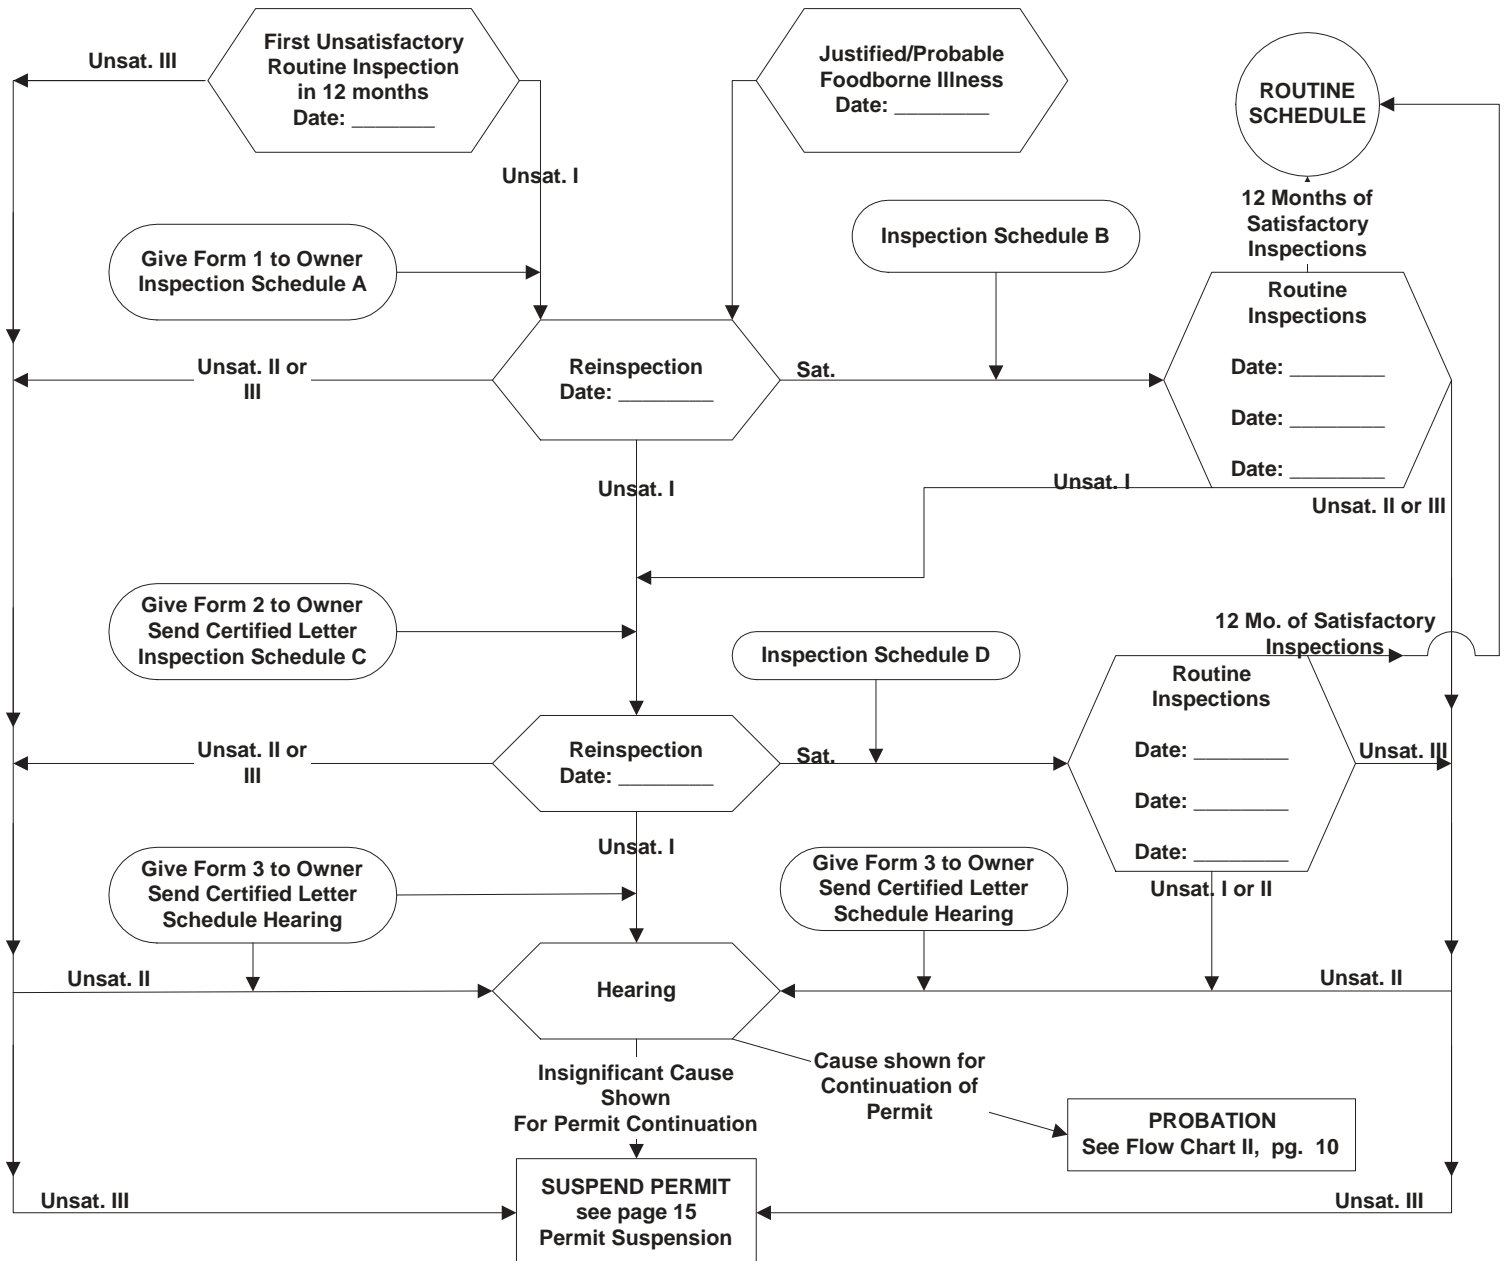 Unsat. III
First Unsatisfactory
Routine Inspection
in 12 months
Date: _______
Justified/Probable
Foodborne Illness
Date: ________
ROUTINE
SCHEDULE
Unsat. I
12 Months of
Satisfactory
Inspections
Give Form 1 to Owner
Inspection Schedule A
Inspection Schedule B
Unsat. II or
III
Reinspection
Date: ________
Sat.
Routine
Inspections
Date: ________
Date: ________
Date: ________
Unsat. I
Unsat. I
Unsat. II or III
Give Form 2 to Owner
Send Certified Letter
Inspection Schedule C
Inspection Schedule D
12 Mo. of Satisfactory
Inspections
Unsat. II or
III
Reinspection
Date: ________
Sat.
Routine
Inspections
Date: ________
Date: ________
Date: ________
Unsat. III
Unsat. I
Give Form 3 to Owner
Send Certified Letter
Schedule Hearing
Give Form 3 to Owner
Send Certified Letter
Schedule Hearing
Unsat. I or II
Unsat. II
Hearing
Unsat. II
Insignificant Cause
Shown
For Permit Continuation
Cause shown for
Continuation of
Permit
PROBATION
See Flow Chart II, pg. 10
Unsat. III
SUSPEND PERMIT
see page 15
Permit Suspension
Unsat. III